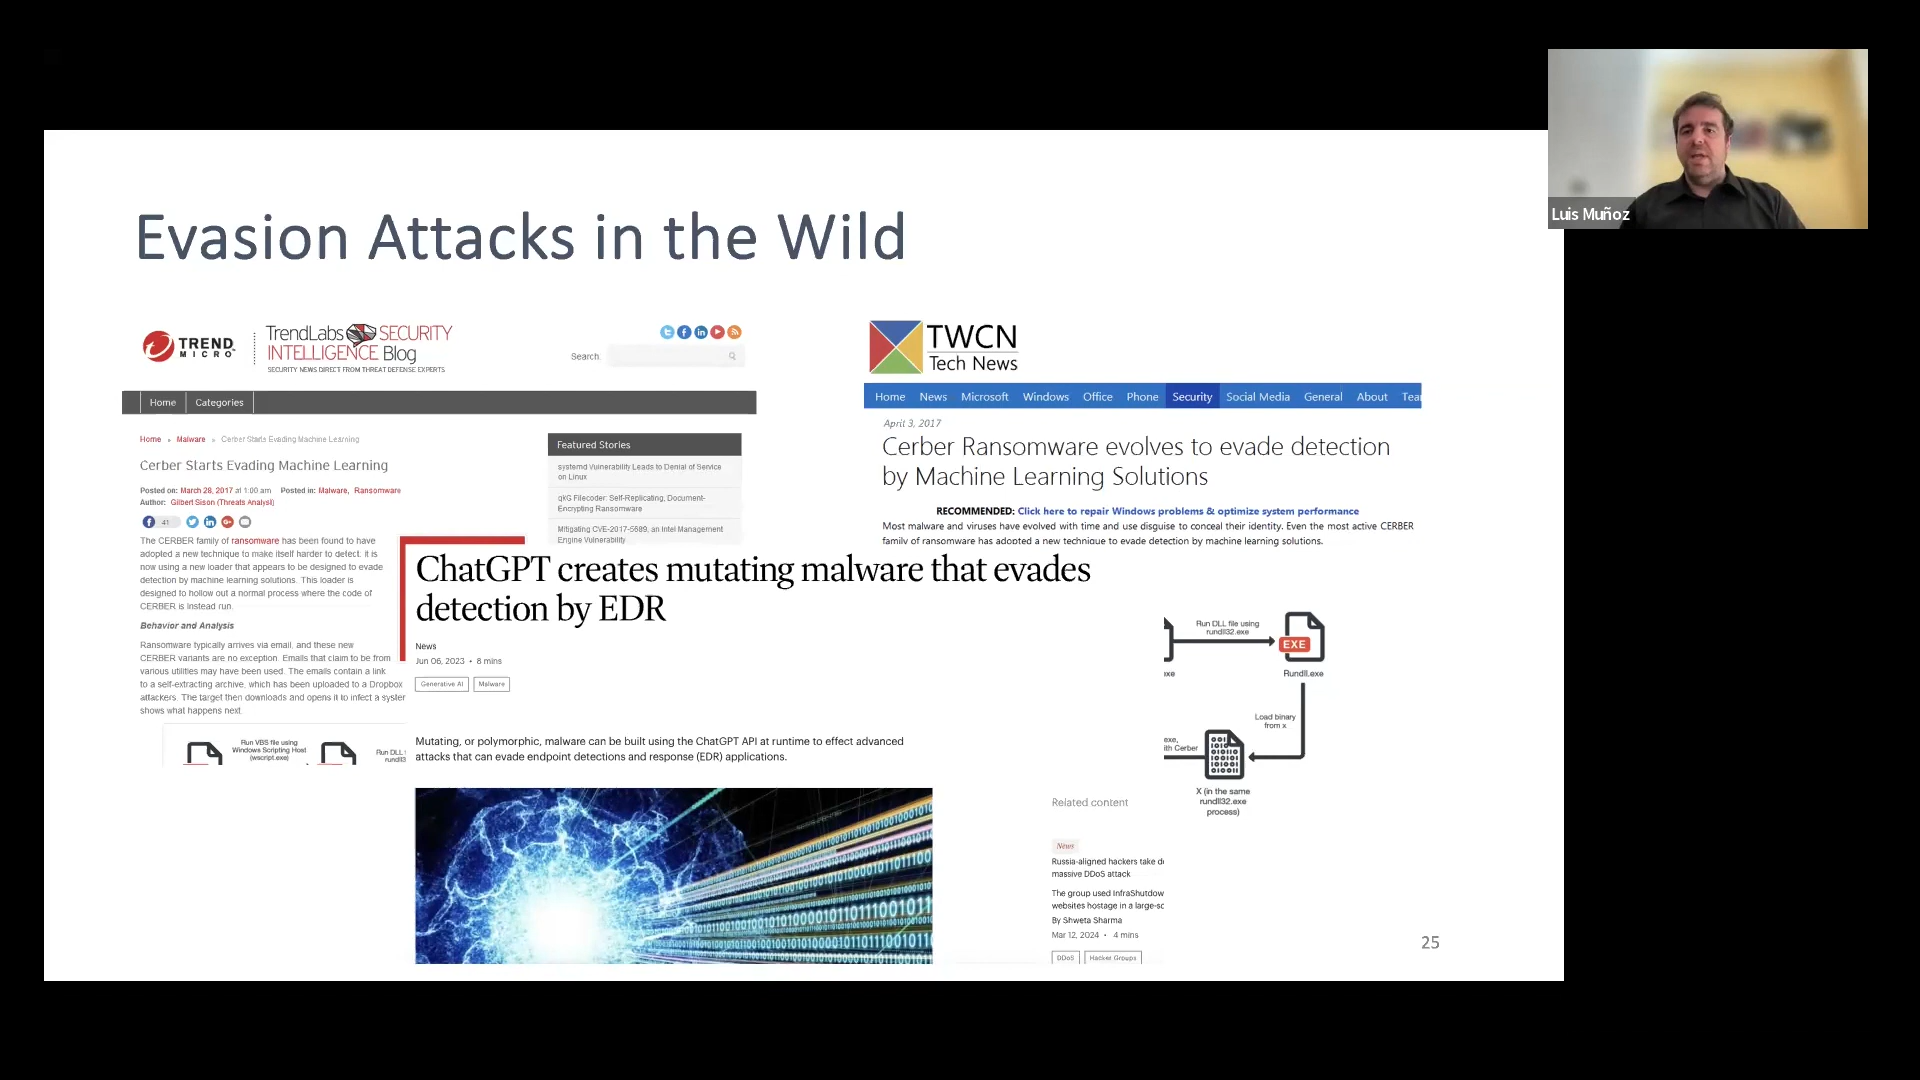 Luis Muñoz
Evasion Attacks in the Wild
TREND
MICRO
TrendLabs SECURITY
INTELLIGENCE Blog
SECURITY NEWS DIRECT FROM THREAT DEFENSE EXPERTS
Search:
Home
Categories
Home » Malware » Cerber Starts Evading Machine Learning
Cerber Starts Evading Machine Learning
Posted on: March 28, 2017 at 1:00 am Posted in: Malware, Ransomware
Author: Gilbert Sison (Threats Analyst)
41
The CERBER family of ransomware has been found to have
adopted a new technique to make itself harder to detect: it is
now using a new loader that appears to be designed to evade
detection by machine learning solutions. This loader is
designed to hollow out a normal process where the code of
CERBER is instead run.
Behavior and Analysis
Ransomware typically arrives via email, and these new
CERBER variants are no exception. Emails that claim to be from
various utilities may have been used. The emails contain a link
to a self-extracting archive, which has been uploaded to a Dropbox
attackers. The target then downloads and opens it to infect a system
shows what happens next.
Run VBS file using
Windows Scripting Host
(wscript.exe)
Run DLL
rundll3
Featured Stories
systemd Vulnerability Leads to Denial of Service
on Linux
qkG Filecoder: Self-Replicating, Document-
Encrypting Ransomware
Mitigating CVE-2017-5689, an Intel Management
Engine Vulnerability
TWCN
Tech News
Home News Microsoft Windows Office Phone Security Social Media General About Tea
April 3, 2017
Cerber Ransomware evolves to evade detection
by Machine Learning Solutions
RECOMMENDED: Click here to repair Windows problems & optimize system performance
Most malware and viruses have evolved with time and use disguise to conceal their identity. Even the most active CERBER
family of ransomware has adopted a new technique to evade detection by machine learning solutions.
ChatGPT creates mutating malware that evades
detection by EDR
News
Jun 06, 2023 • 8 mins
Generative AI
Malware
Mutating, or polymorphic, malware can be built using the ChatGPT API at runtime to effect advanced
attacks that can evade endpoint detections and response (EDR) applications.
Run DLL file using
rundll32.exe
EXE
Rundll.exe
Load binary
from x
X (in the same
rundll32.exe
process)
Related content
News
Russia-aligned hackers take d
massive DDoS attack
The group used InfraShutdow
websites hostage in a large-sc
By Shweta Sharma
Mar 12, 2024 • 4 mins
DDoS
Hacker Groups
25